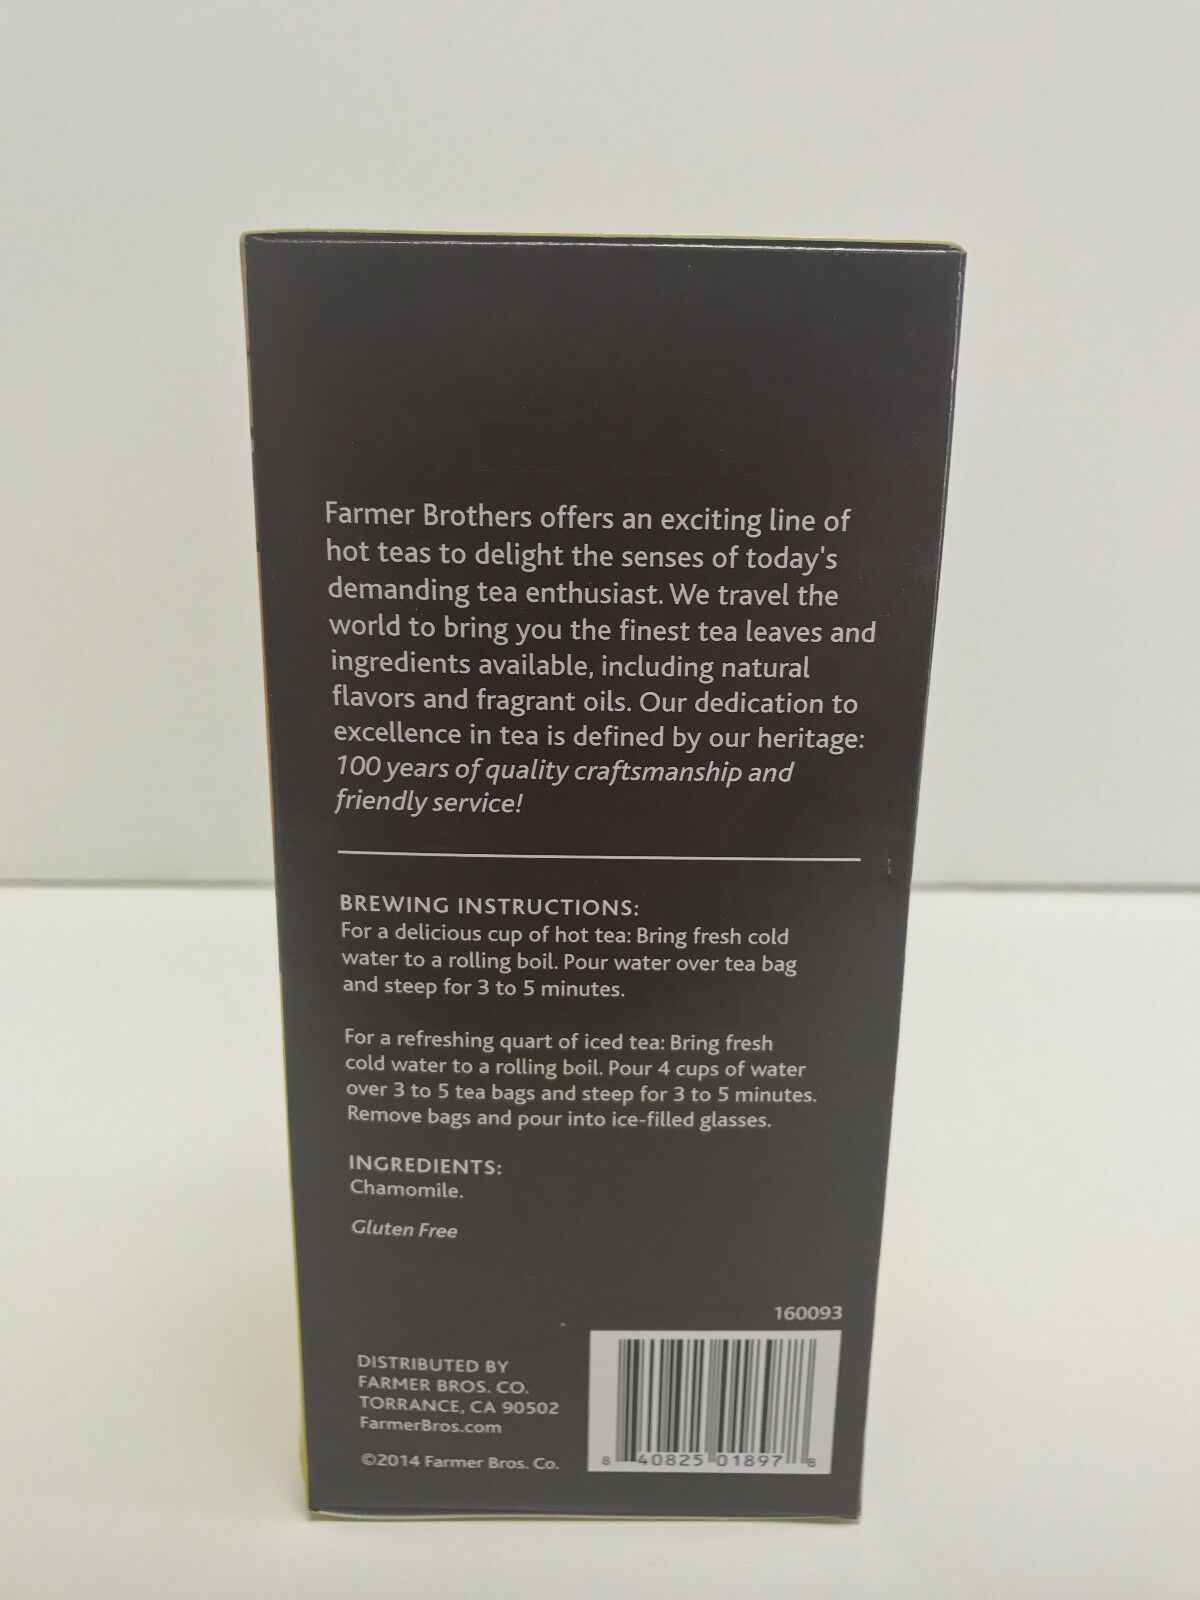 Farmer Brothers offers an exciting line of
hot teas to delight the senses of today's
demanding tea enthusiast. We travel the
world to bring you the finest tea leaves and
ingredients available, including natural
flavors and fragrant oils. Our dedication to
excellence in tea is defined by our heritage:
100 years of quality craftsmanship and
friendly service!
BREWING INSTRUCTIONS:
For a delicious cup of hot tea: Bring fresh cold
water to a rolling boil. Pour water over tea bag
and steep for 3 to 5 minutes.
For a refreshing quart of iced tea: Bring fresh
cold water to a rolling boil. Pour 4 cups of water
over 3 to 5 tea bags and steep for 3 to 5 minutes.
Remove bags and pour into ice-filled glasses.
INGREDIENTS:
Chamomile.
Gluten Free
160093
DISTRIBUTED BY
FARMER BROS. CO.
TORRANCE, CA 90502
FarmerBros.com
©2014 Farmer Bros. Co.
8 40825 01897 8